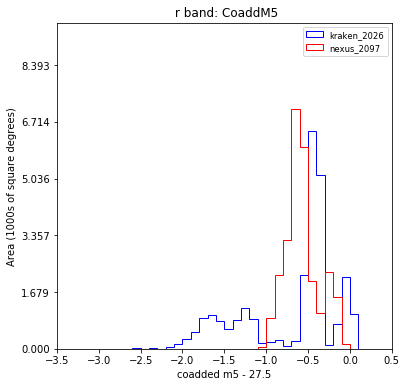 r band: CoaddM5
kraken_2026
nexus_2097
Area (1000s of square degrees)
8.393
6.714
5.036
3.357
1.679
0.000
−3.5 −3.0 −2.5 −2.0 −1.5 −1.0 −0.5 0.0 0.5
coadded m5 - 27.5